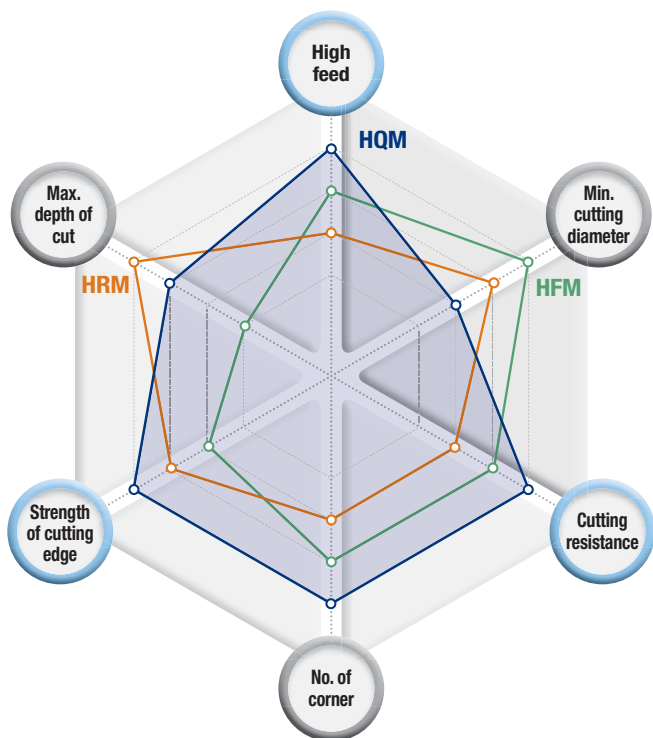 High
feed
HQM
Max.
depth of
cut
Min.
cutting
diameter
HRM
HFM
Strength
of cutting
edge
Cutting
resistance
No. of
corner